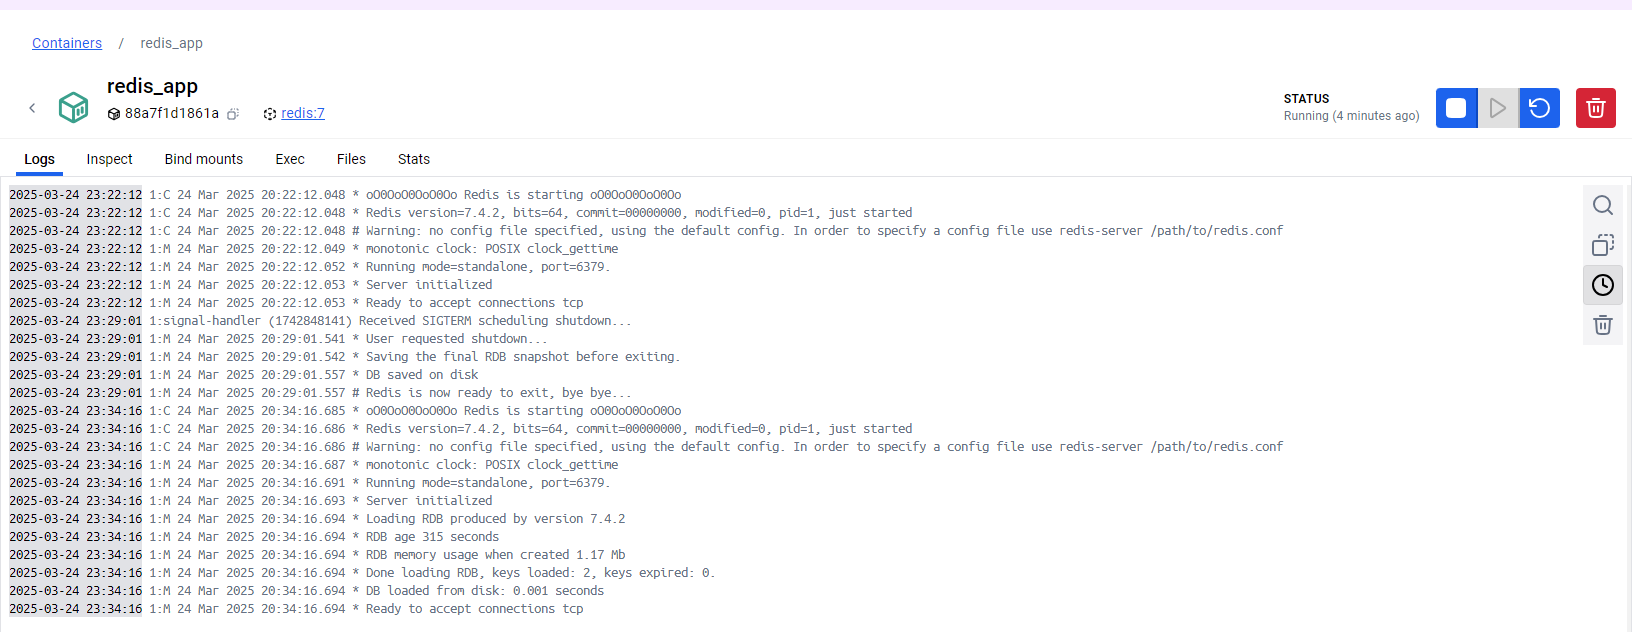 Containers / redis_app
redis_app
88a7f1d1861a redis:7
STATUS
Running (4 minutes ago)
Logs Inspect Bind mounts Exec Files Stats
2025-03-24 23:22:12 1:C 24 Mar 2025 20:22:12.048 * oO0OoO0OoO0Oo Redis is starting oO0OoO0OoO0Oo
2025-03-24 23:22:12 1:C 24 Mar 2025 20:22:12.048 * Redis version=7.4.2, bits=64, commit=00000000, modified=0, pid=1, just started
2025-03-24 23:22:12 1:C 24 Mar 2025 20:22:12.048 # Warning: no config file specified, using the default config. In order to specify a config file use redis-server /path/to/redis.conf
2025-03-24 23:22:12 1:M 24 Mar 2025 20:22:12.049 * monotonic clock: POSIX clock_gettime
2025-03-24 23:22:12 1:M 24 Mar 2025 20:22:12.052 * Running mode=standalone, port=6379.
2025-03-24 23:22:12 1:M 24 Mar 2025 20:22:12.053 * Server initialized
2025-03-24 23:22:12 1:M 24 Mar 2025 20:22:12.053 * Ready to accept connections tcp
2025-03-24 23:29:01 1:signal-handler (1742848141) Received SIGTERM scheduling shutdown...
2025-03-24 23:29:01 1:M 24 Mar 2025 20:29:01.541 * User requested shutdown...
2025-03-24 23:29:01 1:M 24 Mar 2025 20:29:01.542 * Saving the final RDB snapshot before exiting.
2025-03-24 23:29:01 1:M 24 Mar 2025 20:29:01.557 * DB saved on disk
2025-03-24 23:29:01 1:M 24 Mar 2025 20:29:01.557 # Redis is now ready to exit, bye bye...
2025-03-24 23:34:16 1:C 24 Mar 2025 20:34:16.685 * oO0OoO0OoO0Oo Redis is starting oO0OoO0OoO0Oo
2025-03-24 23:34:16 1:C 24 Mar 2025 20:34:16.686 * Redis version=7.4.2, bits=64, commit=00000000, modified=0, pid=1, just started
2025-03-24 23:34:16 1:C 24 Mar 2025 20:34:16.686 # Warning: no config file specified, using the default config. In order to specify a config file use redis-server /path/to/redis.conf
2025-03-24 23:34:16 1:M 24 Mar 2025 20:34:16.687 * monotonic clock: POSIX clock_gettime
2025-03-24 23:34:16 1:M 24 Mar 2025 20:34:16.691 * Running mode=standalone, port=6379.
2025-03-24 23:34:16 1:M 24 Mar 2025 20:34:16.693 * Server initialized
2025-03-24 23:34:16 1:M 24 Mar 2025 20:34:16.694 * Loading RDB produced by version 7.4.2
2025-03-24 23:34:16 1:M 24 Mar 2025 20:34:16.694 * RDB age 315 seconds
2025-03-24 23:34:16 1:M 24 Mar 2025 20:34:16.694 * RDB memory usage when created 1.17 Mb
2025-03-24 23:34:16 1:M 24 Mar 2025 20:34:16.694 * Done loading RDB, keys loaded: 2, keys expired: 0.
2025-03-24 23:34:16 1:M 24 Mar 2025 20:34:16.694 * DB loaded from disk: 0.001 seconds
2025-03-24 23:34:16 1:M 24 Mar 2025 20:34:16.694 * Ready to accept connections tcp